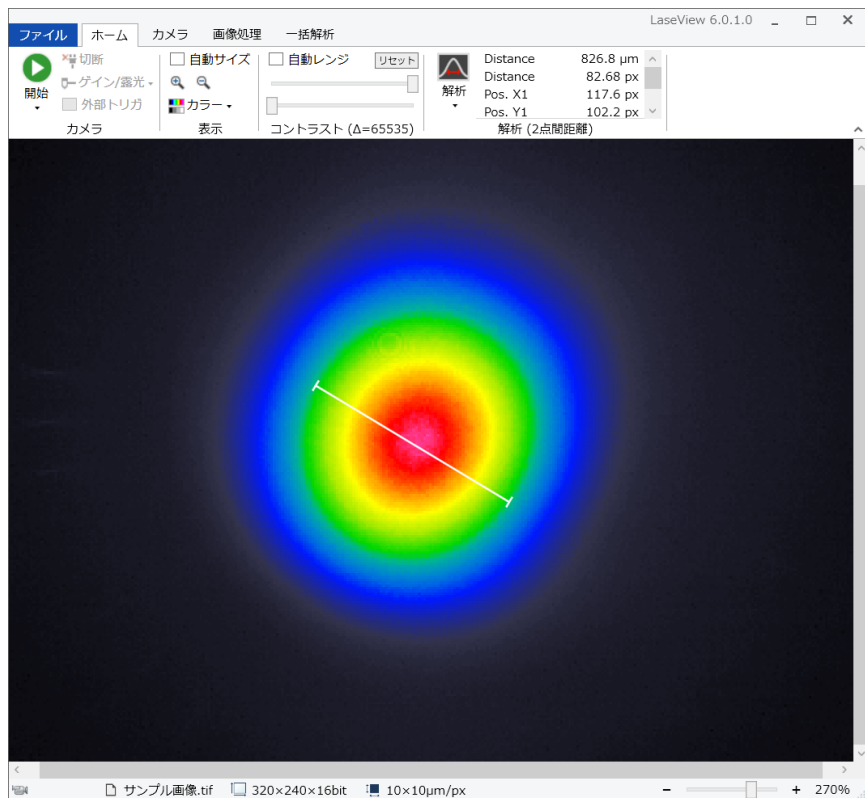 LaseView 6.0.1.0
ファイル ホーム カメラ 画像処理 一括解析
開始
切断
ゲイン/露光
外部トリガ
カメラ
自動サイズ
カラー
表示
自動レンジ リセット
コントラスト (Δ=65535)
解析
Distance 826.8 µm
Distance 82.68 px
Pos. X1 117.6 px
Pos. Y1 102.2 px
解析 (2点間距離)
サンプル画像.tif 320×240×16bit 10×10µm/px 270%